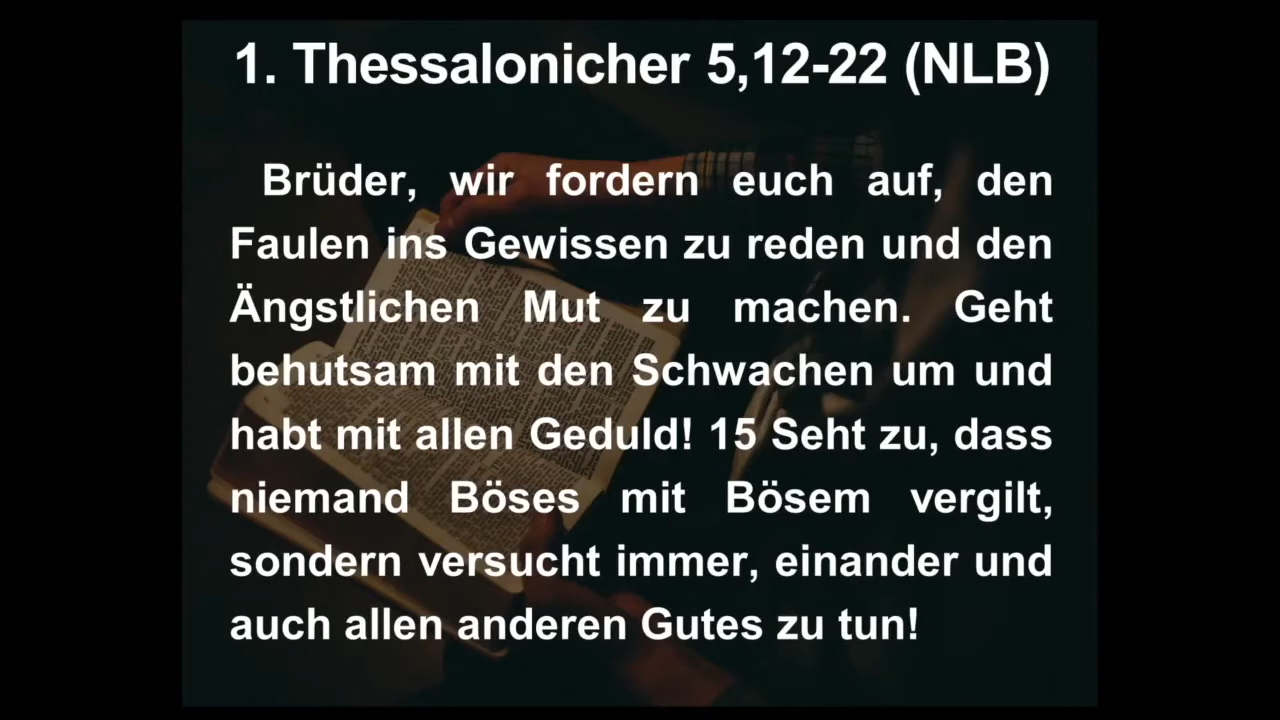 1. Thessalonicher 5,12-22 (NLB)
Brüder, wir fordern euch auf, den
Faulen ins Gewissen zu reden und den
Ängstlichen Mut zu machen. Geht
behutsam mit den Schwachen um und
habt mit allen Geduld! 15 Seht zu, dass
niemand Böses mit Bösem vergilt,
sondern versucht immer, einander und
auch allen anderen Gutes zu tun!